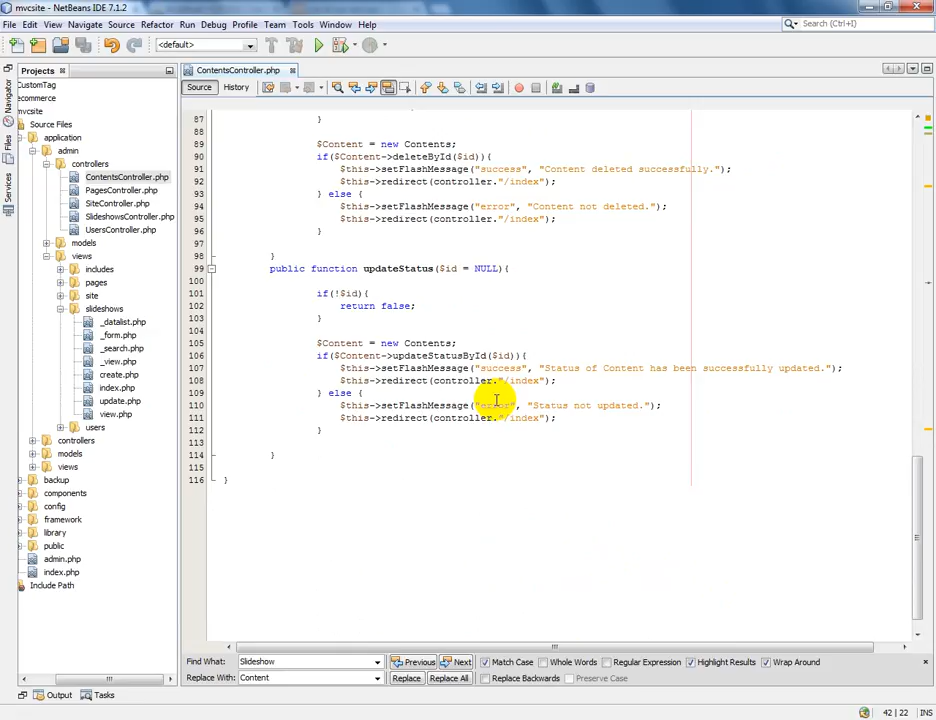 mvcsite - NetBeans IDE 7.1.2
File Edit View Navigate Source Refactor Run Debug Profile Team Tools Window Help
<default>
Search (Ctrl+I)
Projects
ContentsController.php
Navigator
Files
Services
Source History
CustomTag
ecommerce
mvcsite
Source Files
application
admin
controllers
ContentsController.php
PagesController.php
SiteController.php
SlideshowsController.php
UsersController.php
models
views
includes
pages
site
slideshows
_datalist.php
_form.php
_search.php
_view.php
create.php
index.php
update.php
view.php
users
controllers
models
views
backup
components
config
framework
library
public
admin.php
index.php
Include Path
87 }
88
89 $Content = new Contents;
90 if($Content->deleteById($id)){
91 $this->setFlashMessage("success", "Content deleted successfully.");
92 $this->redirect(controller."/index");
93 } else {
94 $this->setFlashMessage("error", "Content not deleted.");
95 $this->redirect(controller."/index");
96 }
97
98 }
99 public function updateStatus($id = NULL){
100
101 if(!$id){
102 return false;
103 }
104
105 $Content = new Contents;
106 if($Content->updateStatusById($id)){
107 $this->setFlashMessage("success", "Status of Content has been successfully updated.");
108 $this->redirect(controller."/index");
109 } else {
110 $this->setFlashMessage("error", "Status not updated.");
111 $this->redirect(controller."/index");
112 }
113
114 }
115
116 }
Find What: Slideshow Previous Next Match Case Whole Words Regular Expression Highlight Results Wrap Around
Replace With: Content Replace Replace All Replace Backwards Preserve Case
Output Tasks
42 | 22 INS